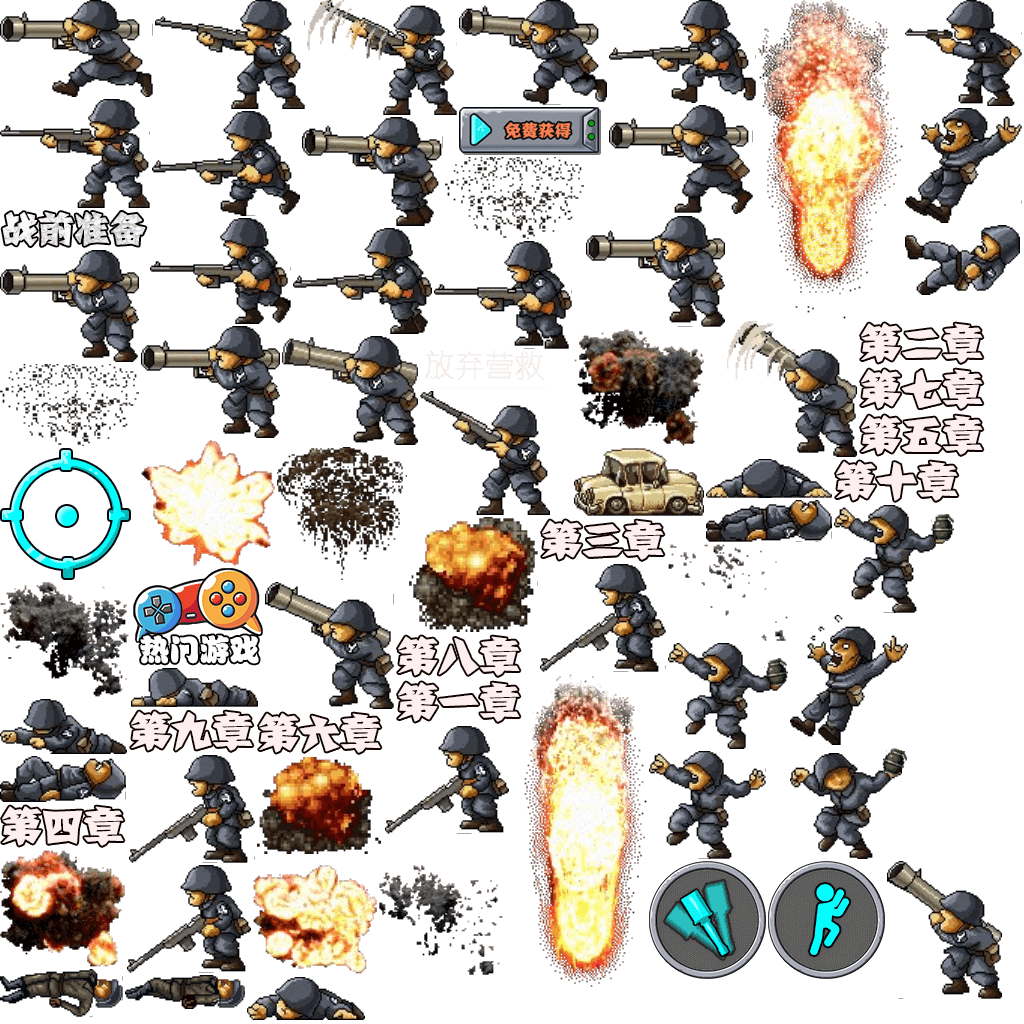 免费获得
战前准备
放弃营救
第二章
第七章
第五章
第十章
第三章
热门游戏
第八章
第一章
第九章
第六章
第四章